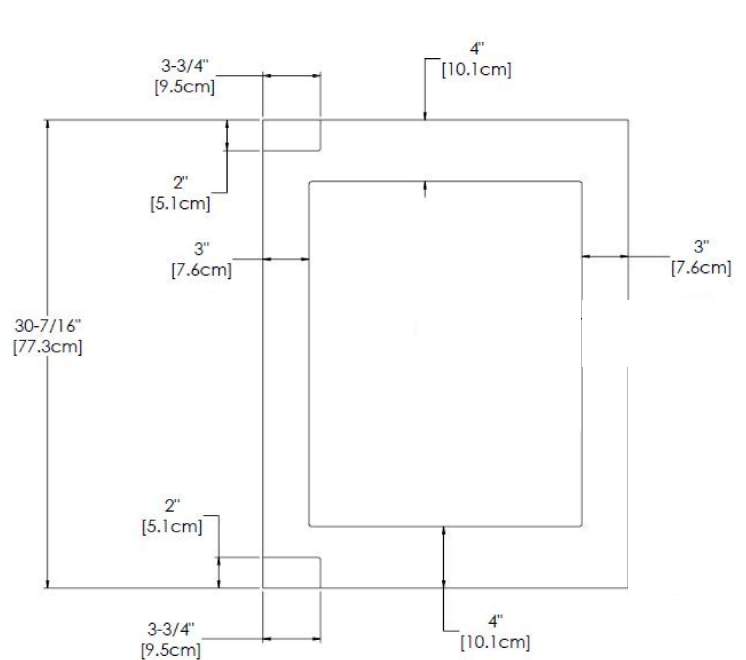 4"
[10.1cm]
3-3/4"
[9.5cm]
2"
[5.1cm]
3"
[7.6cm]
3"
[7.6cm]
30-7/16"
[77.3cm]
2"
[5.1cm]
3-3/4"
[9.5cm]
4"
[10.1cm]